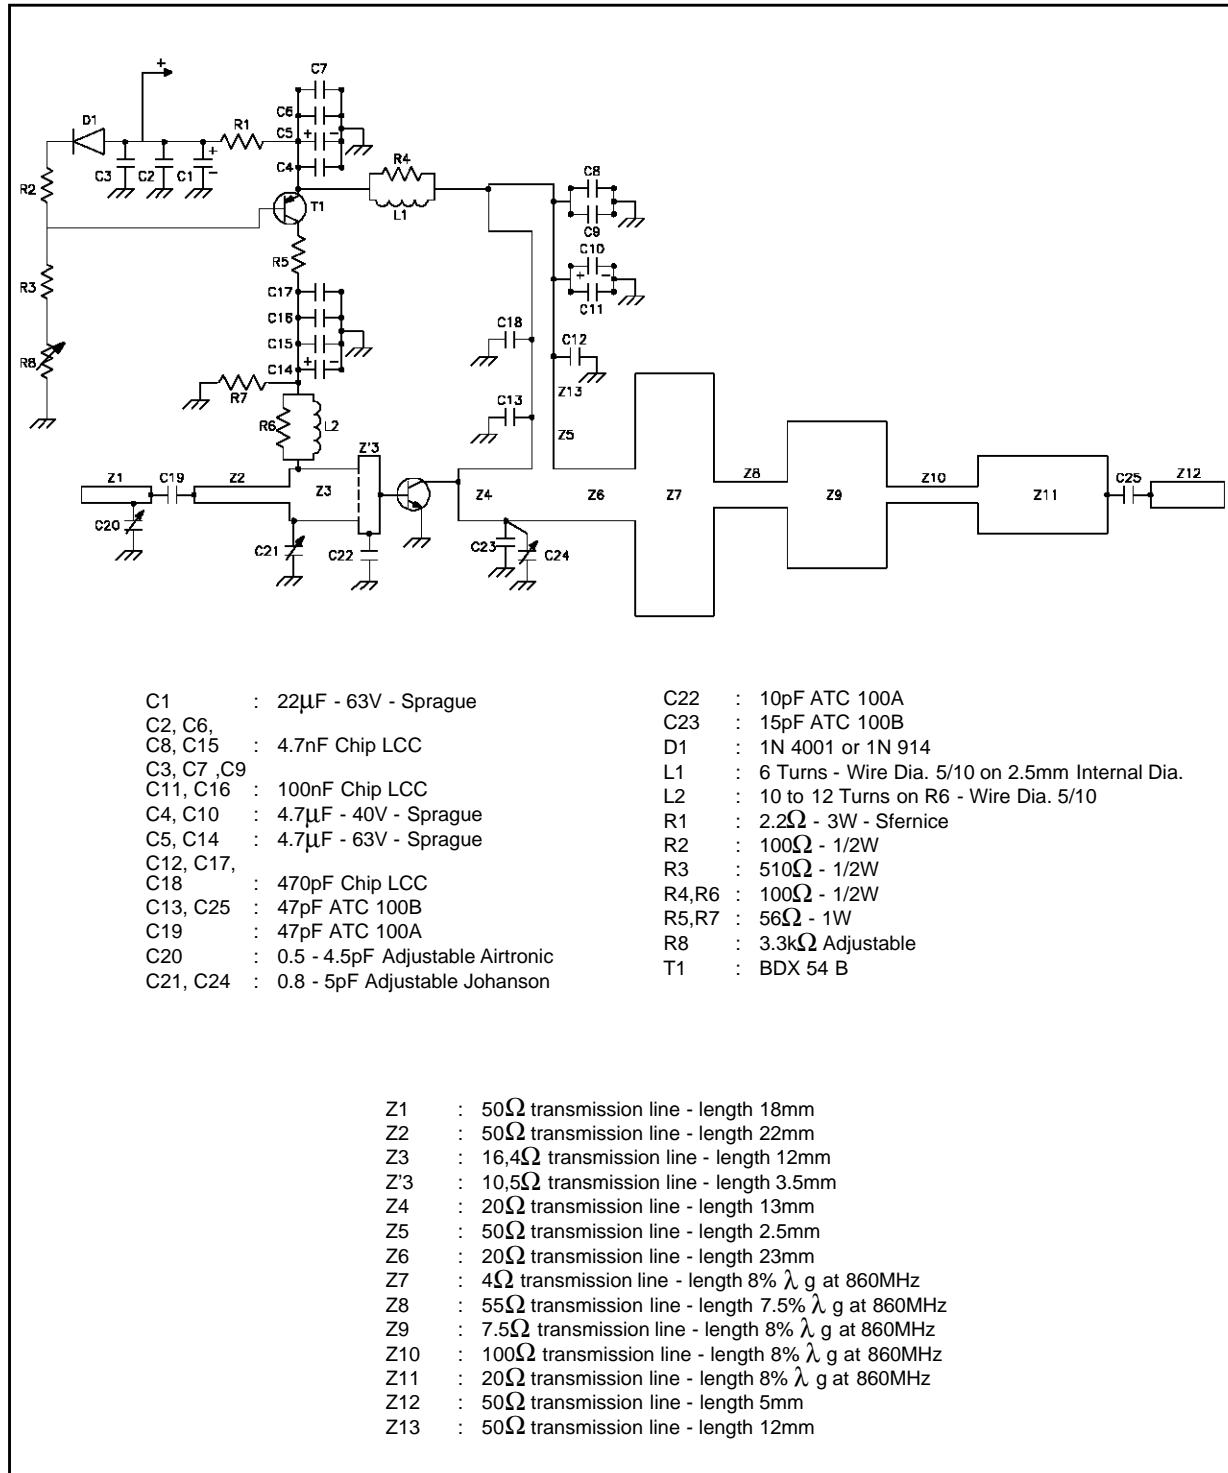 C7
+
C6
D1
R1
C5
+
-
C4
R4
C8
R2
C3
C2
C1
+
-
T1
L1
C9
C10
R5
+
-
R3
C17
C11
C16
C18
C12
R8
C15
C14
+
-
Z13
R7
C13
R6
L2
Z5
Z'3
Z1
C19
Z2
Z3
Z4
Z6
Z7
Z8
Z9
Z10
Z11
C25
Z12
C20
C21
C22
C23
C24
C1 : 22μF - 63V - Sprague
C2, C6,
C8, C15 : 4.7nF Chip LCC
C3, C7 ,C9
C11, C16 : 100nF Chip LCC
C4, C10 : 4.7μF - 40V - Sprague
C5, C14 : 4.7μF - 63V - Sprague
C12, C17,
C18 : 470pF Chip LCC
C13, C25 : 47pF ATC 100B
C19 : 47pF ATC 100A
C20 : 0.5 - 4.5pF Adjustable Airtronic
C21, C24 : 0.8 - 5pF Adjustable Johanson
C22 : 10pF ATC 100A
C23 : 15pF ATC 100B
D1 : 1N 4001 or 1N 914
L1 : 6 Turns - Wire Dia. 5/10 on 2.5mm Internal Dia.
L2 : 10 to 12 Turns on R6 - Wire Dia. 5/10
R1 : 2.2Ω - 3W - Sfernice
R2 : 100Ω - 1/2W
R3 : 510Ω - 1/2W
R4,R6 : 100Ω - 1/2W
R5,R7 : 56Ω - 1W
R8 : 3.3kΩ Adjustable
T1 : BDX 54 B
Z1 : 50Ω transmission line - length 18mm
Z2 : 50Ω transmission line - length 22mm
Z3 : 16,4Ω transmission line - length 12mm
Z'3 : 10,5Ω transmission line - length 3.5mm
Z4 : 20Ω transmission line - length 13mm
Z5 : 50Ω transmission line - length 2.5mm
Z6 : 20Ω transmission line - length 23mm
Z7 : 4Ω transmission line - length 8% λ g at 860MHz
Z8 : 55Ω transmission line - length 7.5% λ g at 860MHz
Z9 : 7.5Ω transmission line - length 8% λ g at 860MHz
Z10 : 100Ω transmission line - length 8% λ g at 860MHz
Z11 : 20Ω transmission line - length 8% λ g at 860MHz
Z12 : 50Ω transmission line - length 5mm
Z13 : 50Ω transmission line - length 12mm